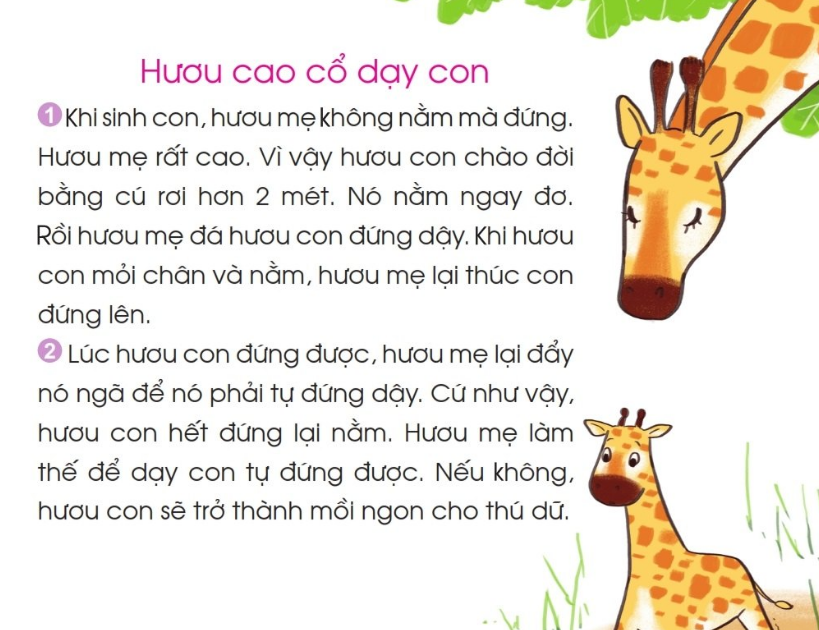 Hươu cao cổ dạy con
1 Khi sinh con, hươu mẹ không nằm mà đứng.
Hươu mẹ rất cao. Vì vậy hươu con chào đời
bằng cú rơi hơn 2 mét. Nó nằm ngay đơ.
Rồi hươu mẹ đá hươu con đứng dậy. Khi hươu
con mỏi chân và nằm, hươu mẹ lại thúc con
đứng lên.
2 Lúc hươu con đứng được, hươu mẹ lại đẩy
nó ngã để nó phải tự đứng dậy. Cứ như vậy,
hươu con hết đứng lại nằm. Hươu mẹ làm
thế để dạy con tự đứng được. Nếu không,
hươu con sẽ trở thành mồi ngon cho thú dữ.